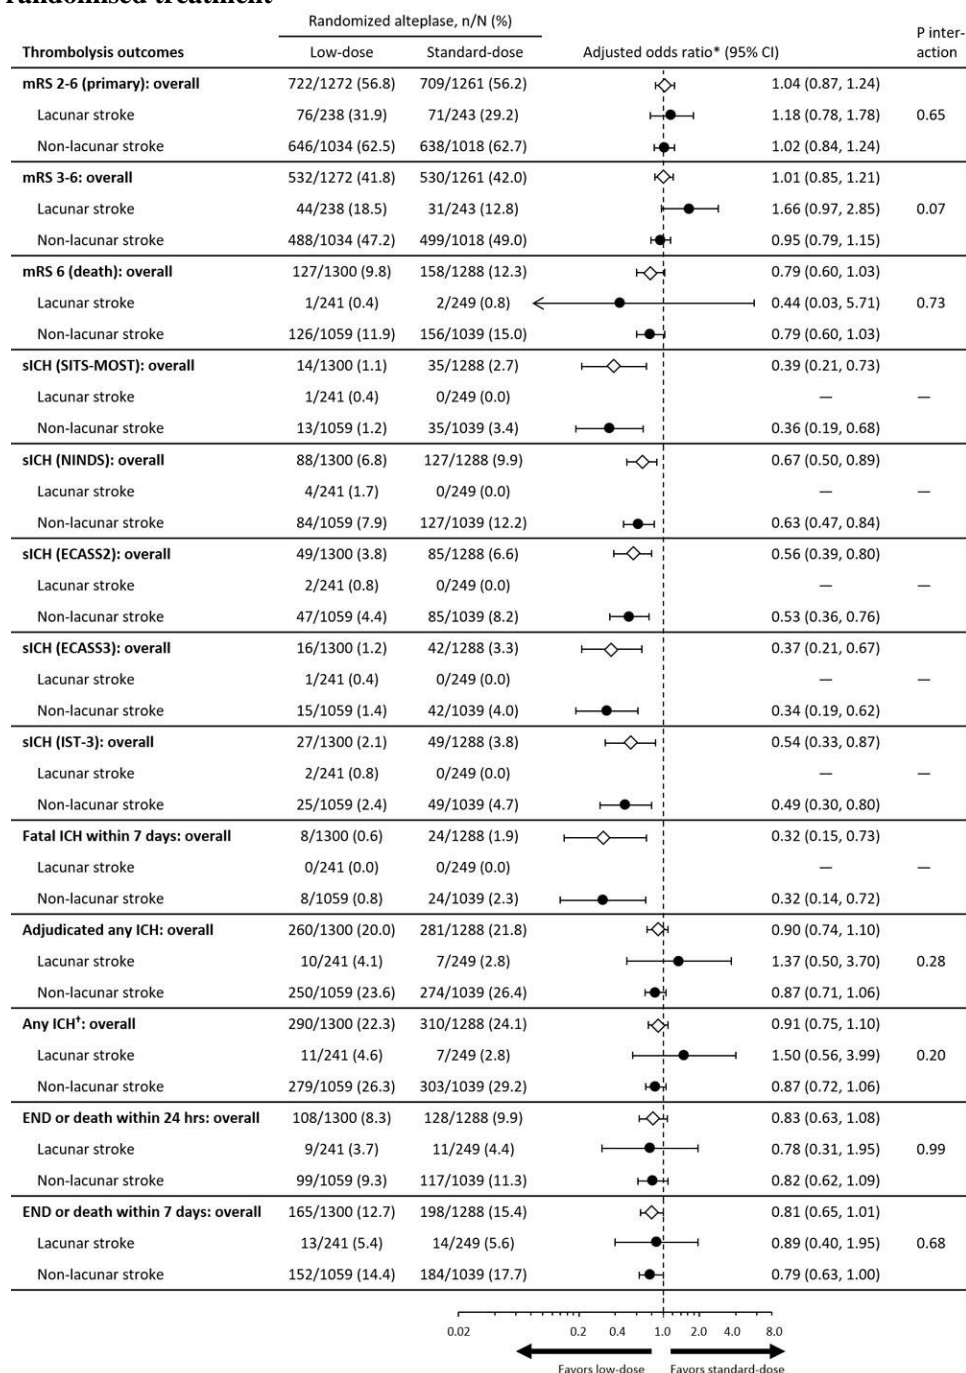 randomised treatment
Randomized alteplase, n/N (%)
P inter-
Thrombolysis outcomes Low-dose Standard-dose Adjusted odds ratio* (95% CI) action
mRS 2-6 (primary): overall 722/1272 (56.8) 709/1261 (56.2) 1.04 (0.87, 1.24)
Lacunar stroke 76/238 (31.9) 71/243 (29.2) 1.18 (0.78, 1.78) 0.65
Non-lacunar stroke 646/1034 (62.5) 638/1018 (62.7) 1.02 (0.84, 1.24)
mRS 3-6: overall 532/1272 (41.8) 530/1261 (42.0) 1.01 (0.85, 1.21)
Lacunar stroke 44/238 (18.5) 31/243 (12.8) 1.66 (0.97, 2.85) 0.07
Non-lacunar stroke 488/1034 (47.2) 499/1018 (49.0) 0.95 (0.79, 1.15)
mRS 6 (death): overall 127/1300 (9.8) 158/1288 (12.3) 0.79 (0.60, 1.03)
Lacunar stroke 1/241 (0.4) 2/249 (0.8) 0.44 (0.03, 5.71) 0.73
Non-lacunar stroke 126/1059 (11.9) 156/1039 (15.0) 0.79 (0.60, 1.03)
sICH (SITS-MOST): overall 14/1300 (1.1) 35/1288 (2.7) 0.39 (0.21, 0.73)
Lacunar stroke 1/241 (0.4) 0/249 (0.0) — —
Non-lacunar stroke 13/1059 (1.2) 35/1039 (3.4) 0.36 (0.19, 0.68)
sICH (NINDS): overall 88/1300 (6.8) 127/1288 (9.9) 0.67 (0.50, 0.89)
Lacunar stroke 4/241 (1.7) 0/249 (0.0) — —
Non-lacunar stroke 84/1059 (7.9) 127/1039 (12.2) 0.63 (0.47, 0.84)
sICH (ECASS2): overall 49/1300 (3.8) 85/1288 (6.6) 0.56 (0.39, 0.80)
Lacunar stroke 2/241 (0.8) 0/249 (0.0) — —
Non-lacunar stroke 47/1059 (4.4) 85/1039 (8.2) 0.53 (0.36, 0.76)
sICH (ECASS3): overall 16/1300 (1.2) 42/1288 (3.3) 0.37 (0.21, 0.67)
Lacunar stroke 1/241 (0.4) 0/249 (0.0) — —
Non-lacunar stroke 15/1059 (1.4) 42/1039 (4.0) 0.34 (0.19, 0.62)
sICH (IST-3): overall 27/1300 (2.1) 49/1288 (3.8) 0.54 (0.33, 0.87)
Lacunar stroke 2/241 (0.8) 0/249 (0.0) — —
Non-lacunar stroke 25/1059 (2.4) 49/1039 (4.7) 0.49 (0.30, 0.80)
Fatal ICH within 7 days: overall 8/1300 (0.6) 24/1288 (1.9) 0.32 (0.15, 0.73)
Lacunar stroke 0/241 (0.0) 0/249 (0.0) — —
Non-lacunar stroke 8/1059 (0.8) 24/1039 (2.3) 0.32 (0.14, 0.72)
Adjudicated any ICH: overall 260/1300 (20.0) 281/1288 (21.8) 0.90 (0.74, 1.10)
Lacunar stroke 10/241 (4.1) 7/249 (2.8) 1.37 (0.50, 3.70) 0.28
Non-lacunar stroke 250/1059 (23.6) 274/1039 (26.4) 0.87 (0.71, 1.06)
Any ICH†: overall 290/1300 (22.3) 310/1288 (24.1) 0.91 (0.75, 1.10)
Lacunar stroke 11/241 (4.6) 7/249 (2.8) 1.50 (0.56, 3.99) 0.20
Non-lacunar stroke 279/1059 (26.3) 303/1039 (29.2) 0.87 (0.72, 1.06)
END or death within 24 hrs: overall 108/1300 (8.3) 128/1288 (9.9) 0.83 (0.63, 1.08)
Lacunar stroke 9/241 (3.7) 11/249 (4.4) 0.78 (0.31, 1.95) 0.99
Non-lacunar stroke 99/1059 (9.3) 117/1039 (11.3) 0.82 (0.62, 1.09)
END or death within 7 days: overall 165/1300 (12.7) 198/1288 (15.4) 0.81 (0.65, 1.01)
Lacunar stroke 13/241 (5.4) 14/249 (5.6) 0.89 (0.40, 1.95) 0.68
Non-lacunar stroke 152/1059 (14.4) 184/1039 (17.7) 0.79 (0.63, 1.00)
0.02 0.2 0.4 1.0 2.0 4.0 8.0
Favors low-dose Favors standard-dose